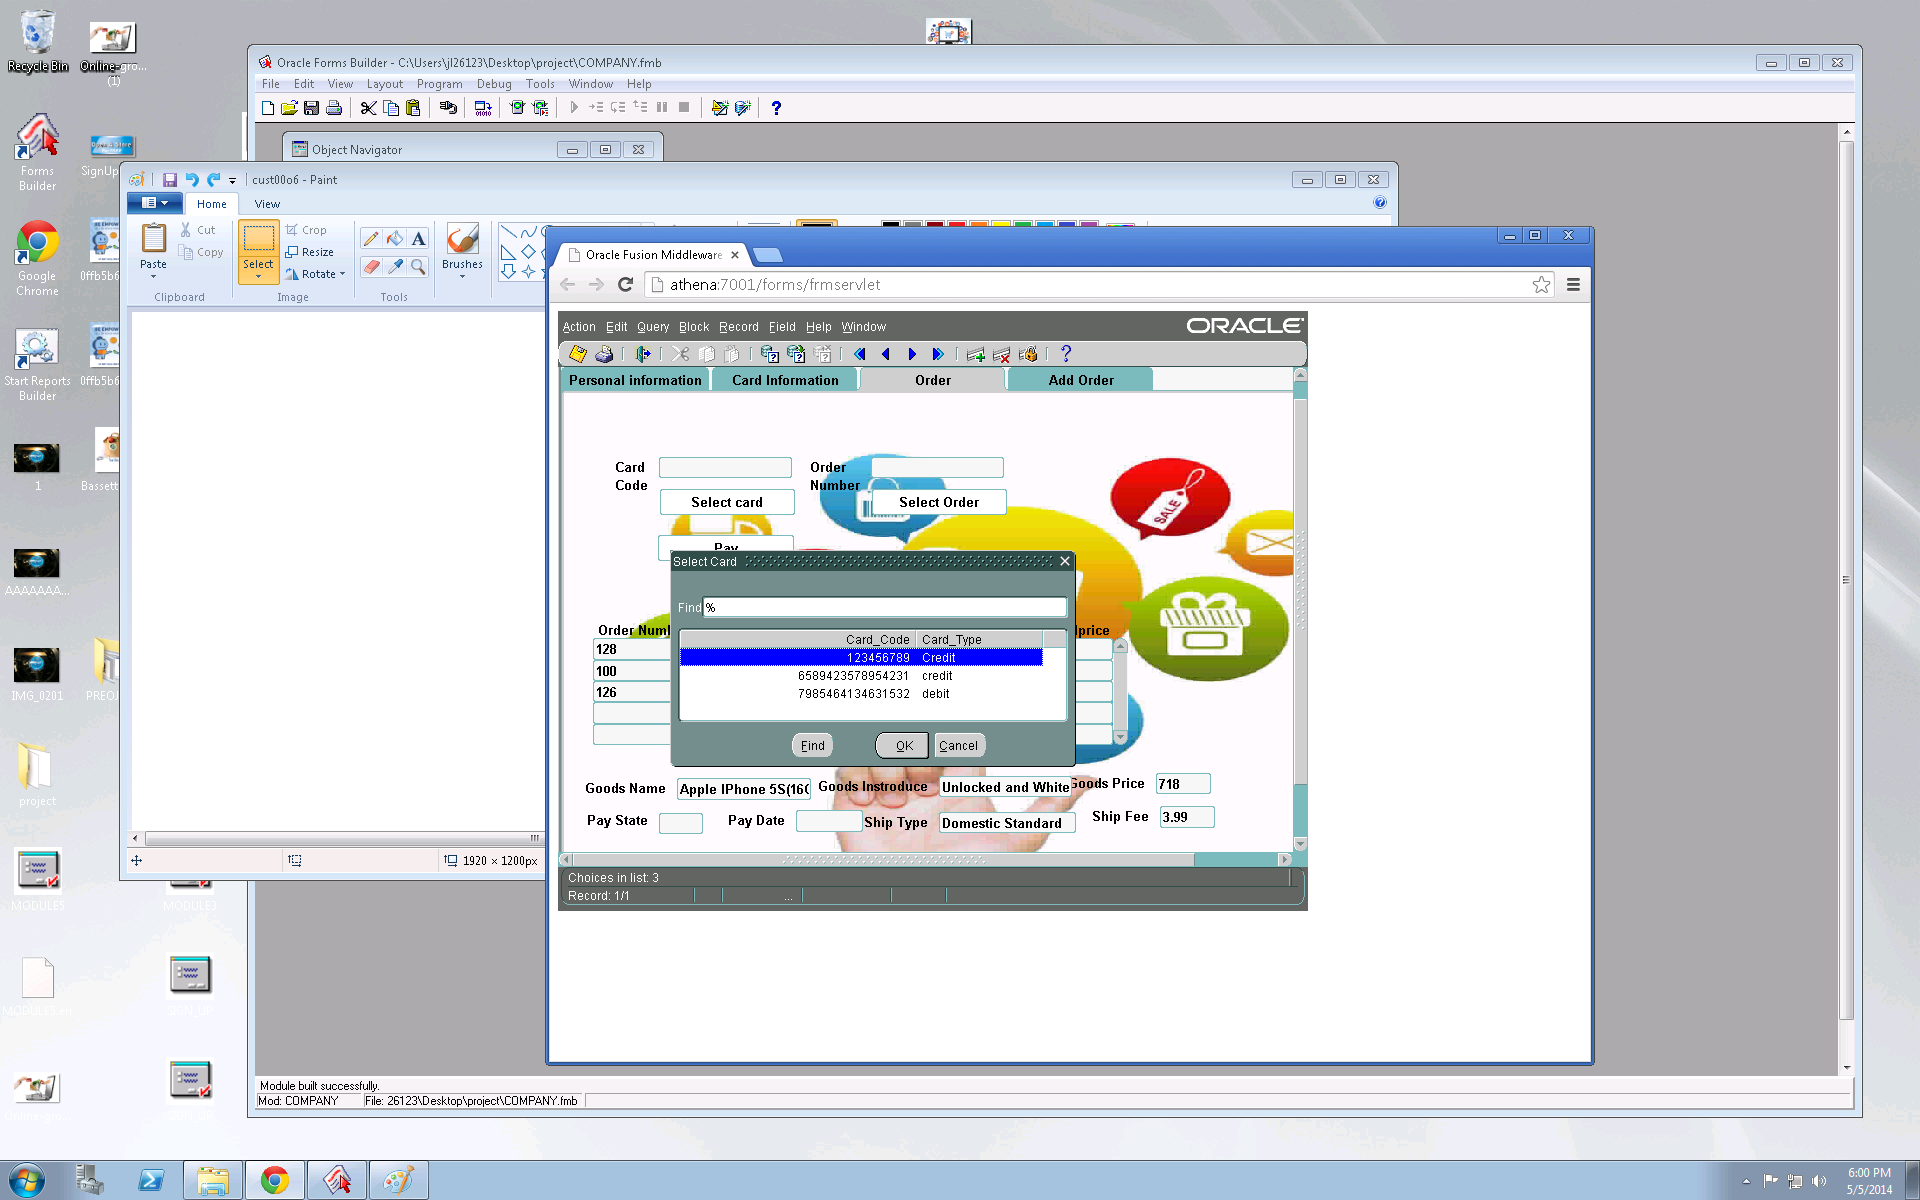 Recycle Bin
Online-gro...
(1)
Forms
Builder
SignUp
Google
Chrome
0ffb5b6
Start Reports
Builder
0ffb5b6
1
Bassett
AAAAAAA...
IMG_0201
PREOJ
project
MODULE5
MODULE3
Oracle Forms Builder - C:\Users\jl26123\Desktop\project\COMPANY.fmb
File Edit View Layout Program Debug Tools Window Help
Object Navigator
cust00o6 - Paint
Home View
Paste
Cut
Copy
Clipboard
Select
Crop
Resize
Rotate
Image
Tools
Brushes
1920 × 1200px
Oracle Fusion Middleware
athena:7001/forms/frmservlet
Action Edit Query Block Record Field Help Window
ORACLE
Personal information Card Information Order Add Order
Card
Code
Order
Number
Select card Select Order
Pay
SALE
Select Card
Find %
Card_Code Card_Type
123456789 Credit
6589423578954231 credit
7985464134631532 debit
Find OK Cancel
Order Num
lprice
128
100
126
Goods Name Apple IPhone 5S(16G Goods Instroduce Unlocked and White Goods Price 718
Pay State Pay Date Ship Type Domestic Standard Ship Fee 3.99
Choices in list: 3
Record: 1/1 ...
Module built successfully.
Mod: COMPANY File: 26123\Desktop\project\COMPANY.fmb
6:00 PM
5/5/2014